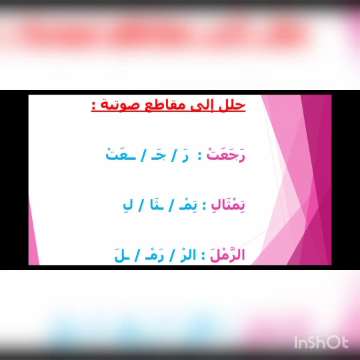 حلل إلى مقاطع صوتية :
رَجَعَتْ : رَ / جَـ / ـعَتْ
تِمْثَالِ : تِمْـ / ـثَا / لِ
الرَّمْلَ : الرْ / رَمْـ / ـلَ
InShOt